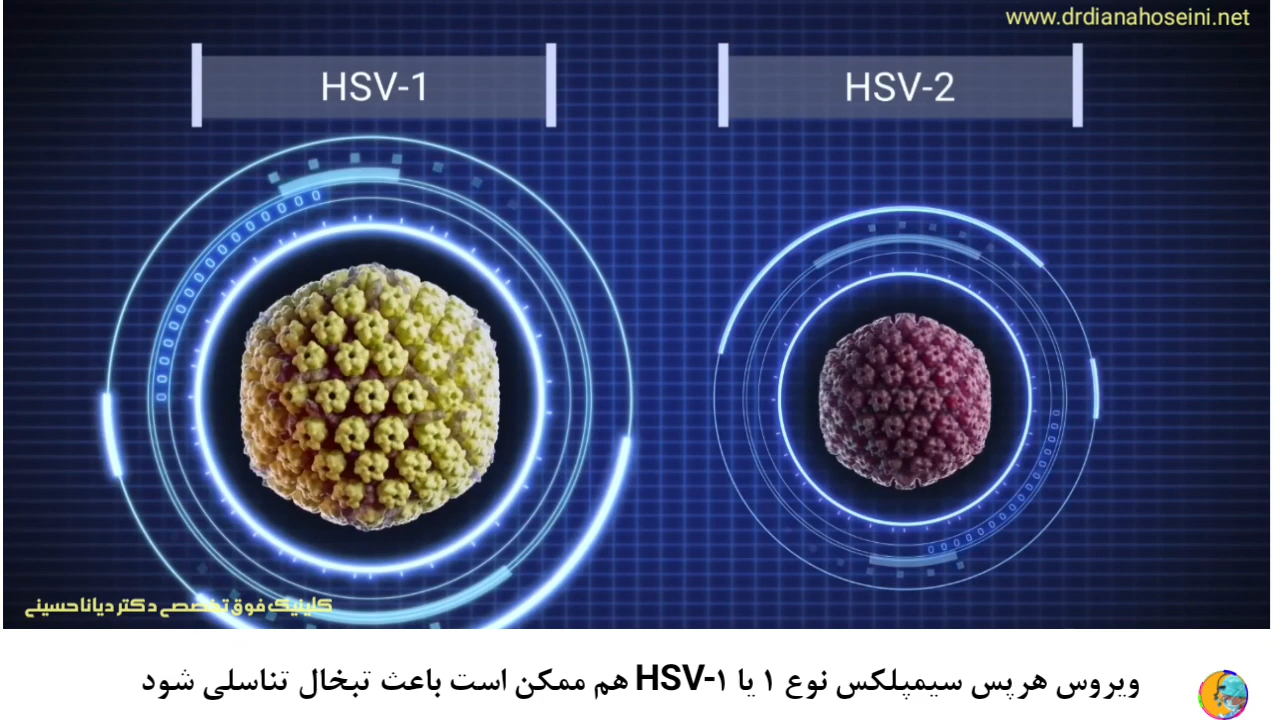 www.drdianahoseini.net
HSV-1
HSV-2
کلینیک فوق تخصصی دکتر دیانا حسینی
ویروس هرپس سیمپلکس نوع ۱ یا HSV-۱ هم ممکن است باعث تبخال تناسلی شود